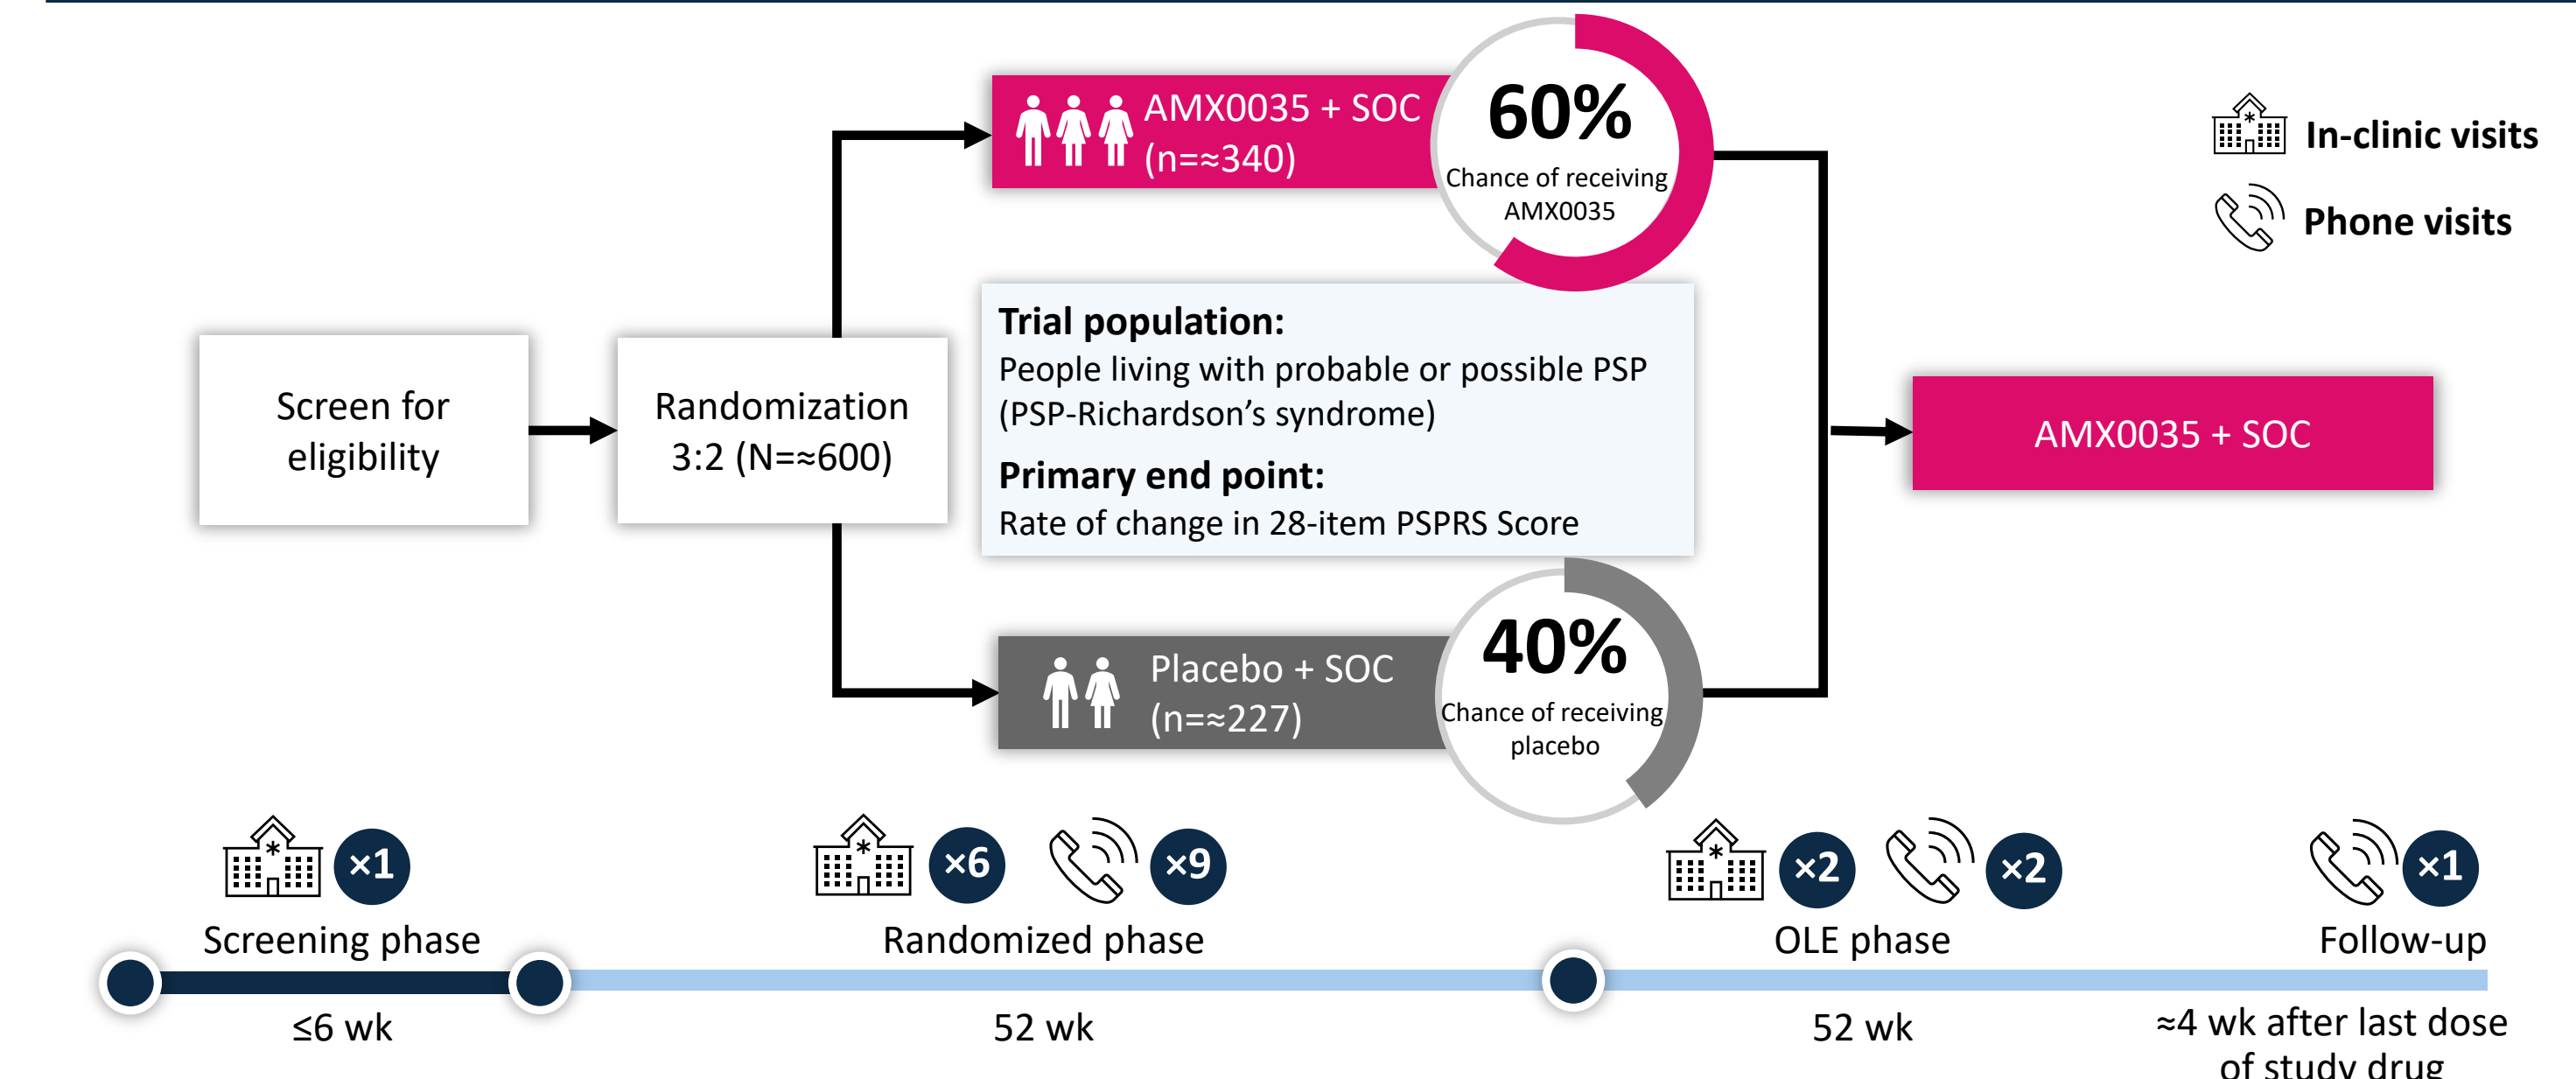 AMX0035 + SOC
(n=≈340)
60%
Chance of receiving
AMX0035
In-clinic visits
Phone visits
Screen for
eligibility
Randomization
3:2 (N=≈600)
Trial population:
People living with probable or possible PSP
(PSP-Richardson’s syndrome)
Primary end point:
Rate of change in 28-item PSPRS Score
AMX0035 + SOC
Placebo + SOC
(n=≈227)
40%
Chance of receiving
placebo
×1
×6
×9
×2
×2
×1
Screening phase
Randomized phase
OLE phase
Follow-up
≤6 wk
52 wk
52 wk
≈4 wk after last dose
of study drug